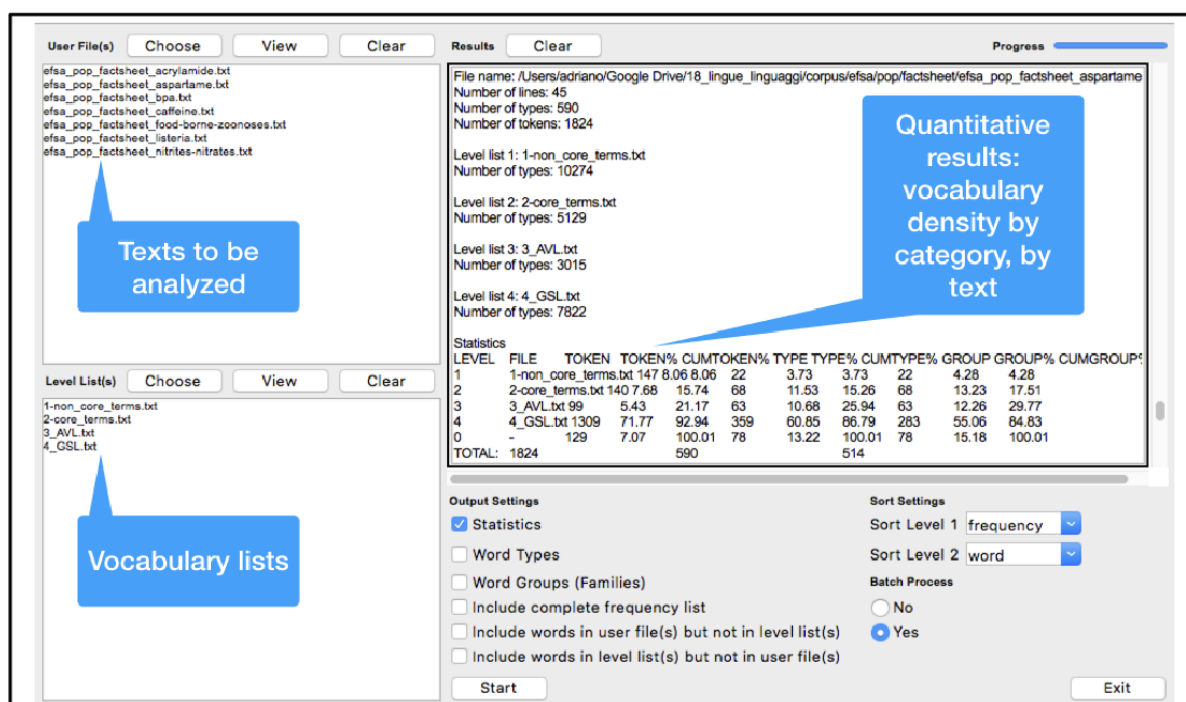 User File(s) Choose View Clear
efsa_pop_factsheet_acrylamide.txt
efsa_pop_factsheet_aspartame.txt
efsa_pop_factsheet_bpa.txt
efsa_pop_factsheet_caffeine.txt
efsa_pop_factsheet_food-borne-zoonoses.txt
efsa_pop_factsheet_listeria.txt
efsa_pop_factsheet_nitrites-nitrates.txt
Texts to be
analyzed
Level List(s) Choose View Clear
1-non_core_terms.txt
2-core_terms.txt
3_AVL.txt
4_GSL.txt
Vocabulary lists
Results Clear Progress
File name: /Users/adriano/Google Drive/18_lingue_linguaggi/corpus/efsa/pop/factsheet/efsa_pop_factsheet_aspartame
Number of lines: 45
Number of types: 590
Number of tokens: 1824
Level list 1: 1-non_core_terms.txt
Number of types: 10274
Level list 2: 2-core_terms.txt
Number of types: 5129
Level list 3: 3_AVL.txt
Number of types: 3015
Level list 4: 4_GSL.txt
Number of types: 7822
Quantitative
results:
vocabulary
density by
category, by
text
Statistics
LEVEL FILE TOKEN TOKEN% CUMTOKEN% TYPE TYPE% CUMTYPE% GROUP GROUP% CUMGROUP%
1 1-non_core_terms.txt 147 8.06 8.06 22 3.73 3.73 22 4.28 4.28
2 2-core_terms.txt 140 7.68 15.74 68 11.53 15.26 68 13.23 17.51
3 3_AVL.txt 99 5.43 21.17 63 10.68 25.94 63 12.26 29.77
4 4_GSL.txt 1309 71.77 92.94 359 60.85 86.79 283 55.06 84.83
0 - 129 7.07 100.01 78 13.22 100.01 78 15.18 100.01
TOTAL: 1824 590 514
Output Settings
Statistics
Word Types
Word Groups (Families)
Include complete frequency list
Include words in user file(s) but not in level list(s)
Include words in level list(s) but not in user file(s)
Start
Sort Settings
Sort Level 1 frequency
Sort Level 2 word
Batch Process
No
Yes
Exit